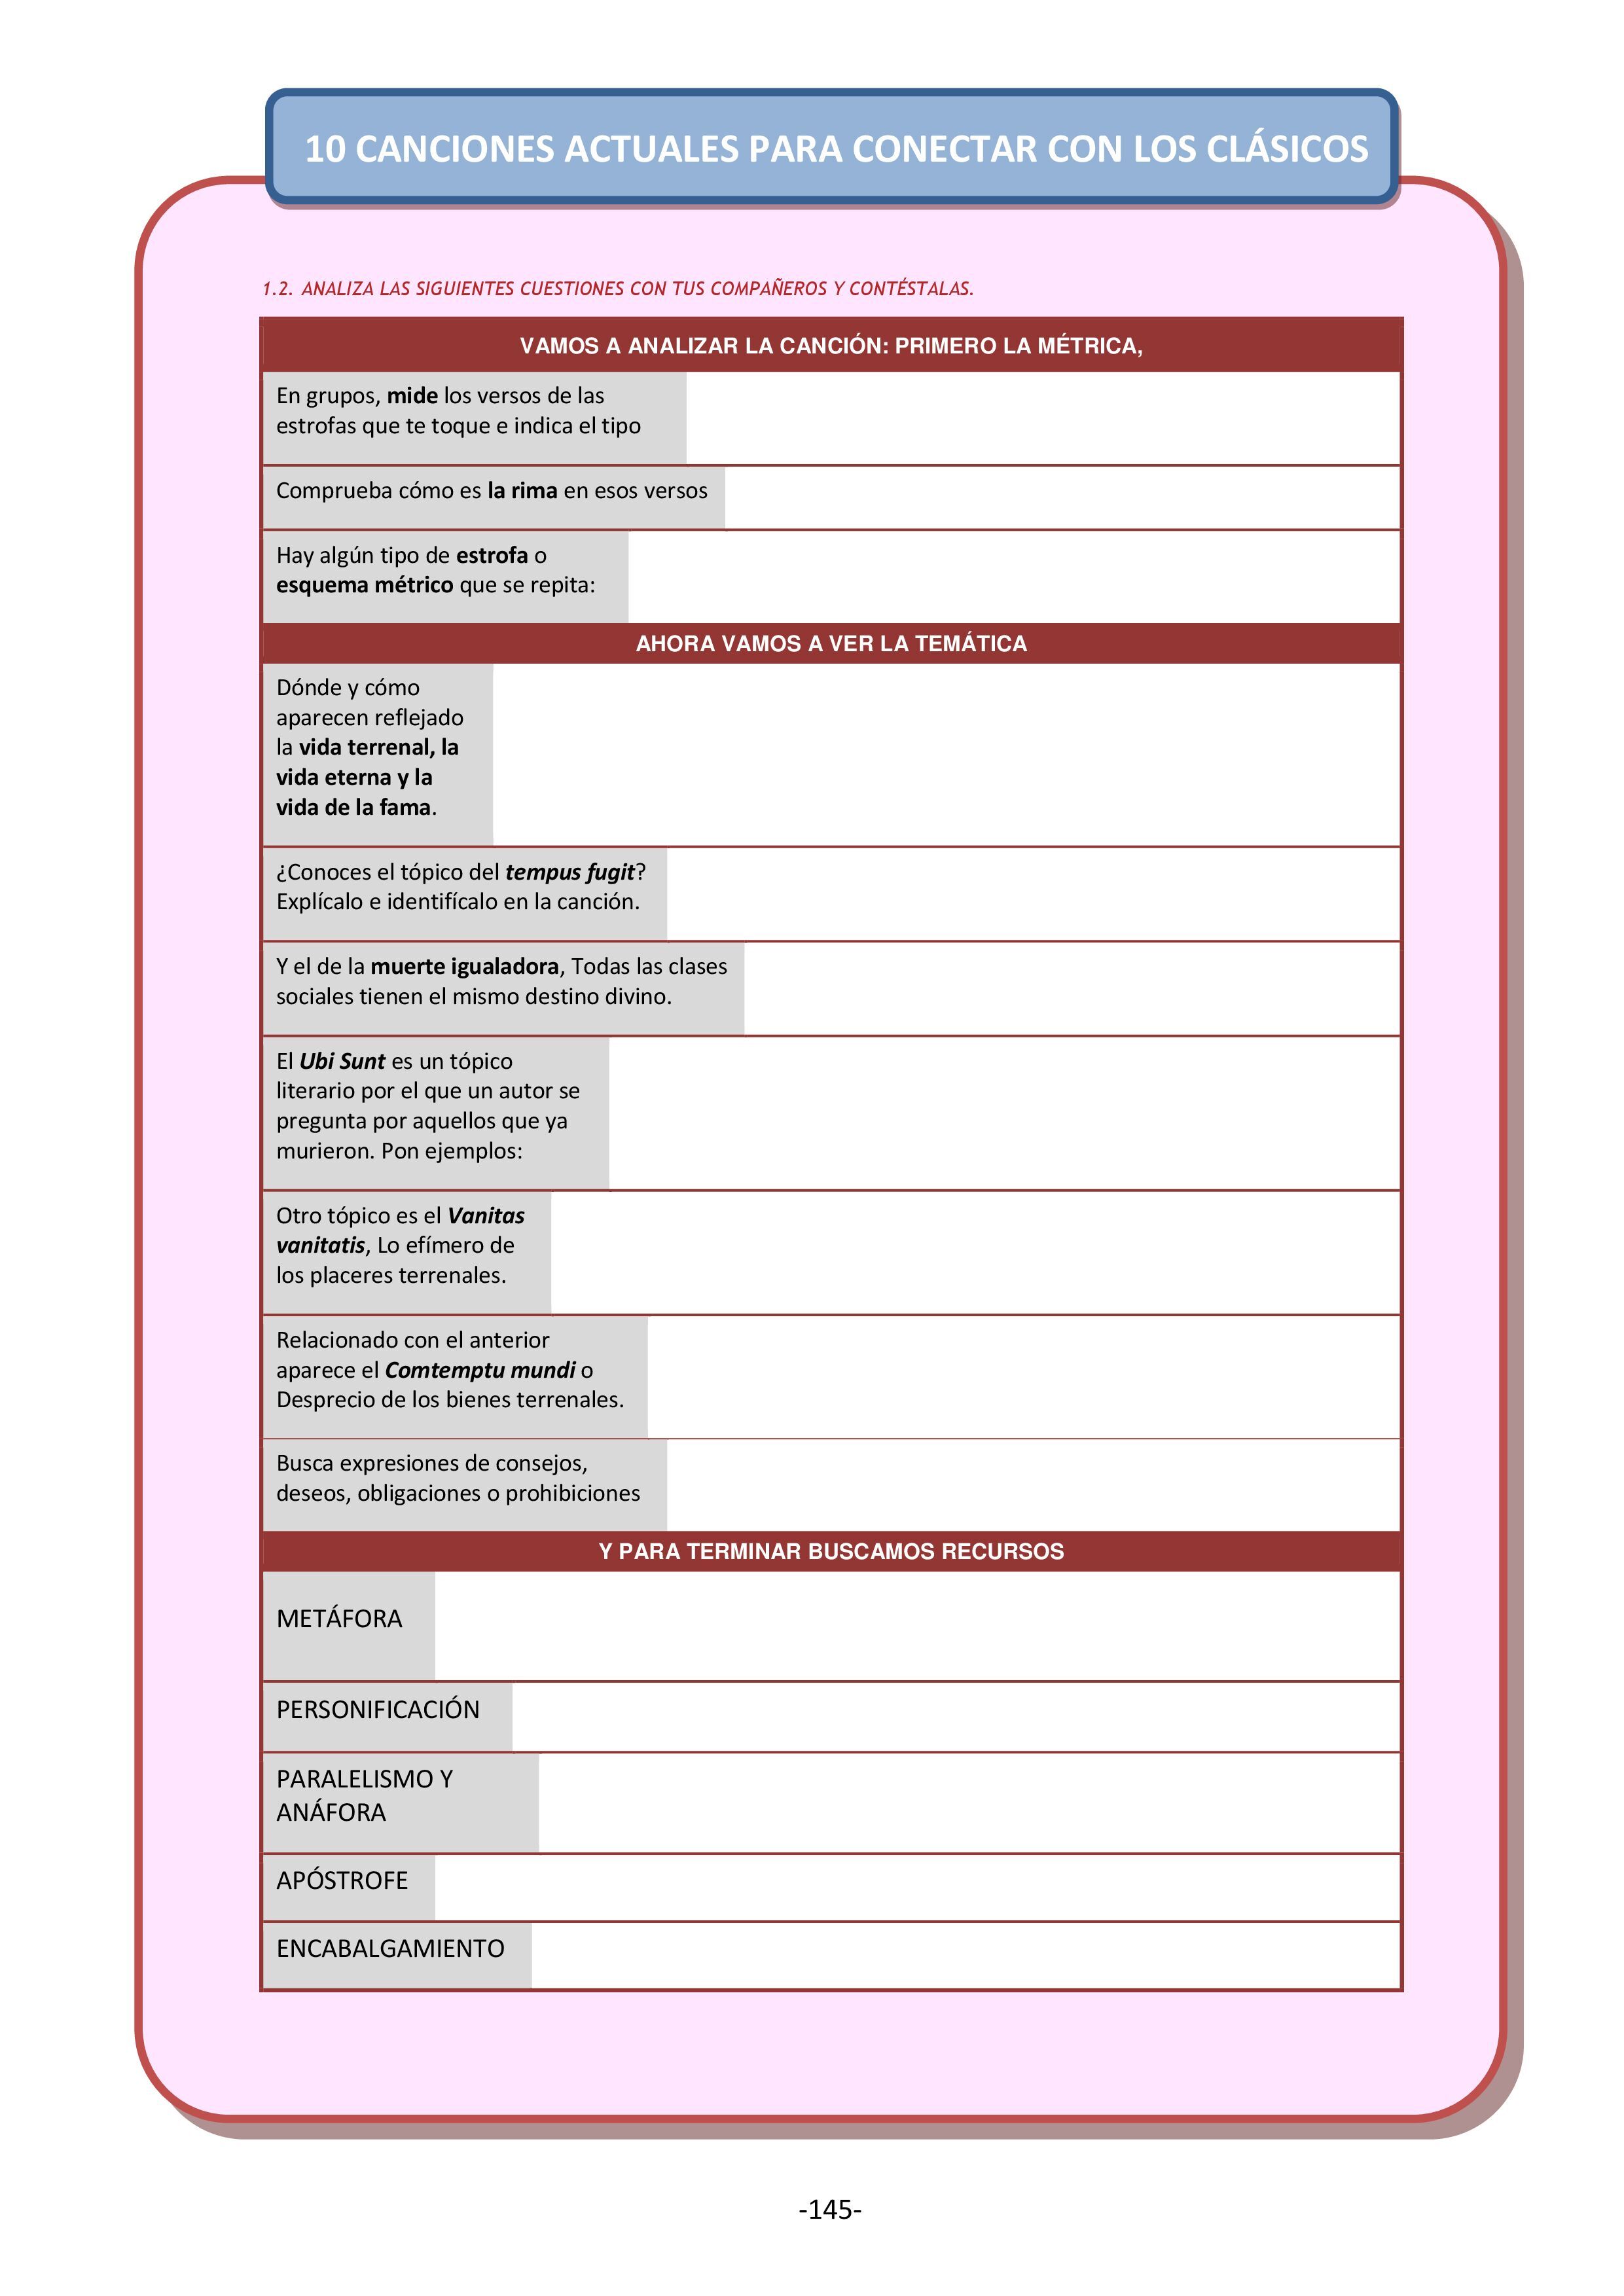 10 CANCIONES ACTUALES PARA CONECTAR CON LOS CLÁSICOS
1.2. ANALIZA LAS SIGUIENTES CUESTIONES CON TUS COMPAÑEROS Y CONTÉSTALAS.
VAMOS A ANALIZAR LA CANCIÓN: PRIMERO LA MÉTRICA,
En grupos, mide los versos de las
estrofas que te toque e indica el tipo
Comprueba cómo es la rima en esos versos
Hay algún tipo de estrofa o
esquema métrico que se repita:
AHORA VAMOS A VER LA TEMÁTICA
Dónde y cómo
aparecen reflejado
la vida terrenal, la
vida eterna y la
vida de la fama.
¿Conoces el tópico del tempus fugit?
Explícalo e identifícalo en la canción.
Y el de la muerte igualadora, Todas las clases
sociales tienen el mismo destino divino.
El Ubi Sunt es un tópico
literario por el que un autor se
pregunta por aquellos que ya
murieron. Pon ejemplos:
Otro tópico es el Vanitas
vanitatis, Lo efímero de
los placeres terrenales.
Relacionado con el anterior
aparece el Comtemptu mundi o
Desprecio de los bienes terrenales.
Busca expresiones de consejos,
deseos, obligaciones o prohibiciones
Y PARA TERMINAR BUSCAMOS RECURSOS
METÁFORA
PERSONIFICACIÓN
PARALELISMO Y
ANÁFORA
APÓSTROFE
ENCABALGAMIENTO
-145-